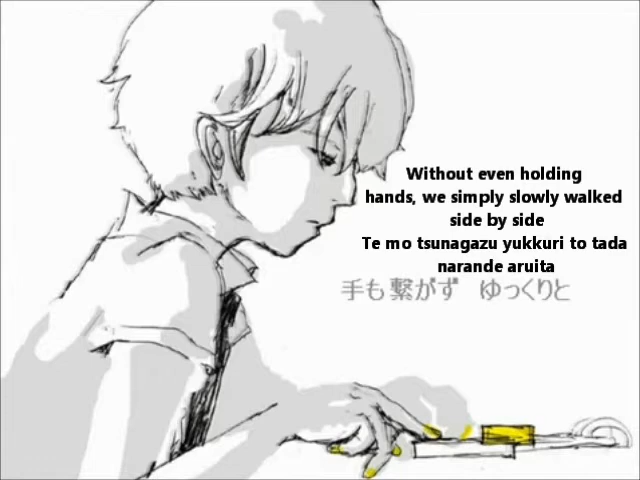 Without even holding
hands, we simply slowly walked
side by side
Te mo tsunagazu yukkuri to tada
narande aruita
手も繋がず ゆっくりと